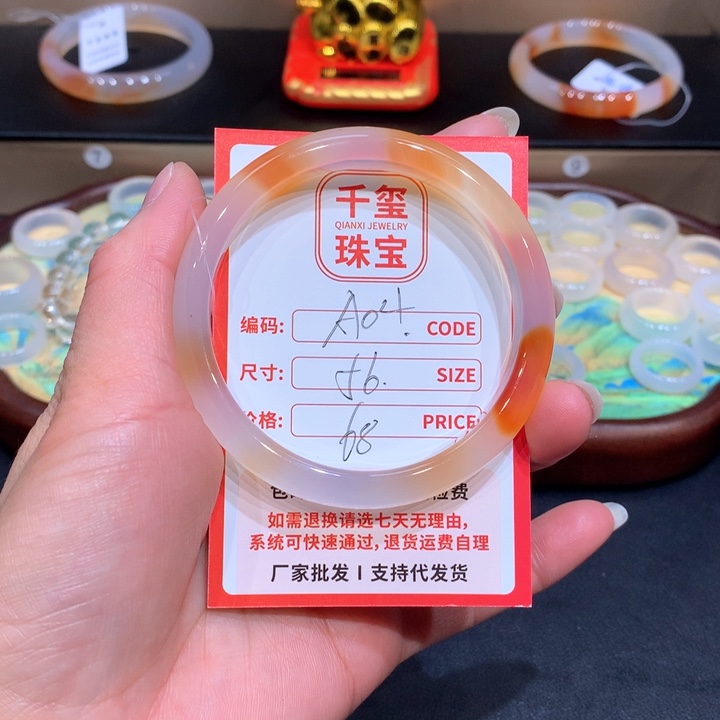 千玺
QIANXI JEWELRY
珠宝
编码: CODE
尺寸: 56. SIZE
价格: 68 PRICE
如需退换请选七天无理由,
系统可快速通过, 退货运费自理
厂家批发 I 支持代发货